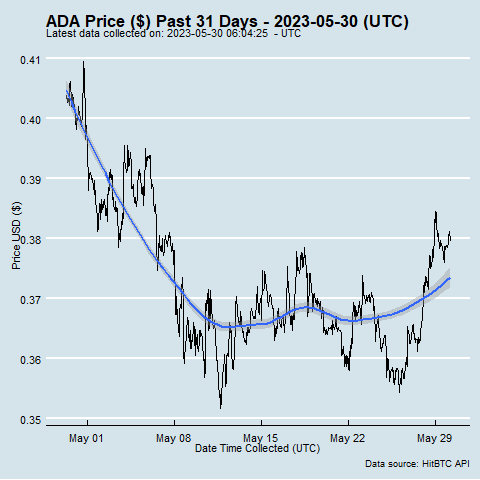 ADA Price ($) Past 31 Days - 2023-05-30 (UTC)
Latest data collected on: 2023-05-30 06:04:25  - UTC
0.41
0.40
0.39
0.38
0.37
0.36
0.35
Price USD ($)
May 01
May 08
May 15
May 22
May 29
Date Time Collected (UTC)
Data source: HitBTC API